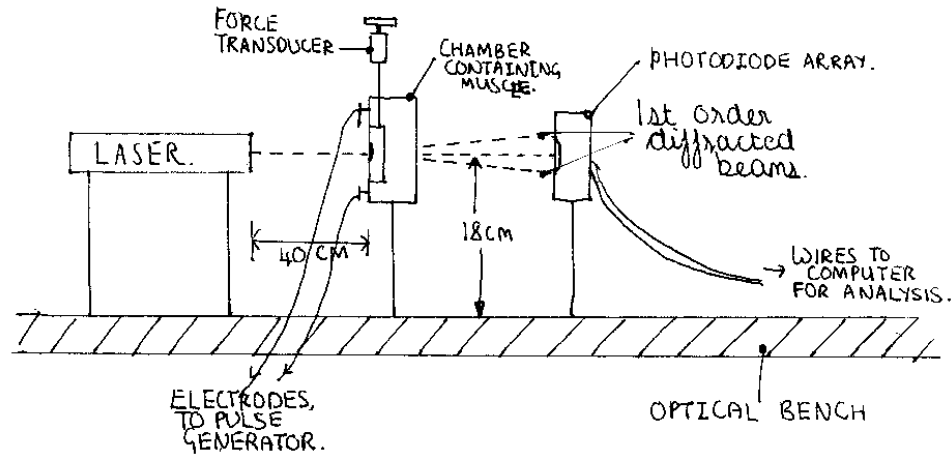 FORCE
TRANSDUCER
CHAMBER
CONTAINING
MUSCLE.
PHOTODIODE ARRAY.
1st order
diffracted
beams.
LASER.
40 CM
18CM
WIRES TO
COMPUTER
FOR ANALYSIS.
ELECTRODES,
TO PULSE
GENERATOR.
OPTICAL BENCH